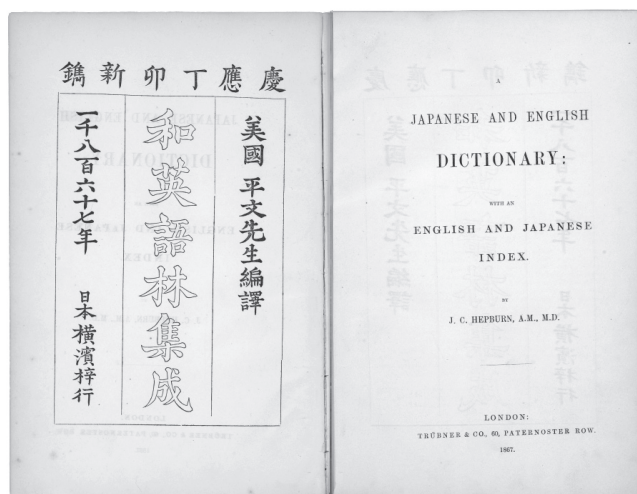 慶應丁卯新鐫
美國 平文先生編譯
和英語林集成
一千八百六十七年 日本橫濱梓行
A
JAPANESE AND ENGLISH
DICTIONARY:
WITH AN
ENGLISH AND JAPANESE
INDEX.
BY
J. C. HEPBURN, A.M., M.D.
LONDON:
TRÜBNER & CO., 60, PATERNOSTER ROW.
1867.